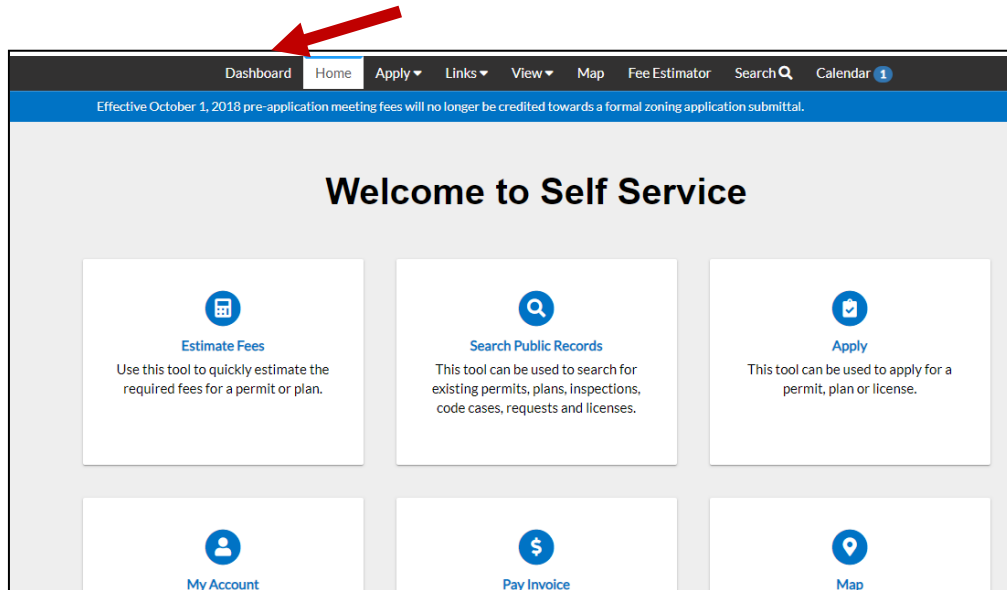 Dashboard Home Apply Links View Map Fee Estimator Search Calendar 1
Effective October 1, 2018 pre-application meeting fees will no longer be credited towards a formal zoning application submittal.
Welcome to Self Service
Estimate Fees
Use this tool to quickly estimate the
required fees for a permit or plan.
Search Public Records
This tool can be used to search for
existing permits, plans, inspections,
code cases, requests and licenses.
Apply
This tool can be used to apply for a
permit, plan or license.
My Account
Pay Invoice
Map